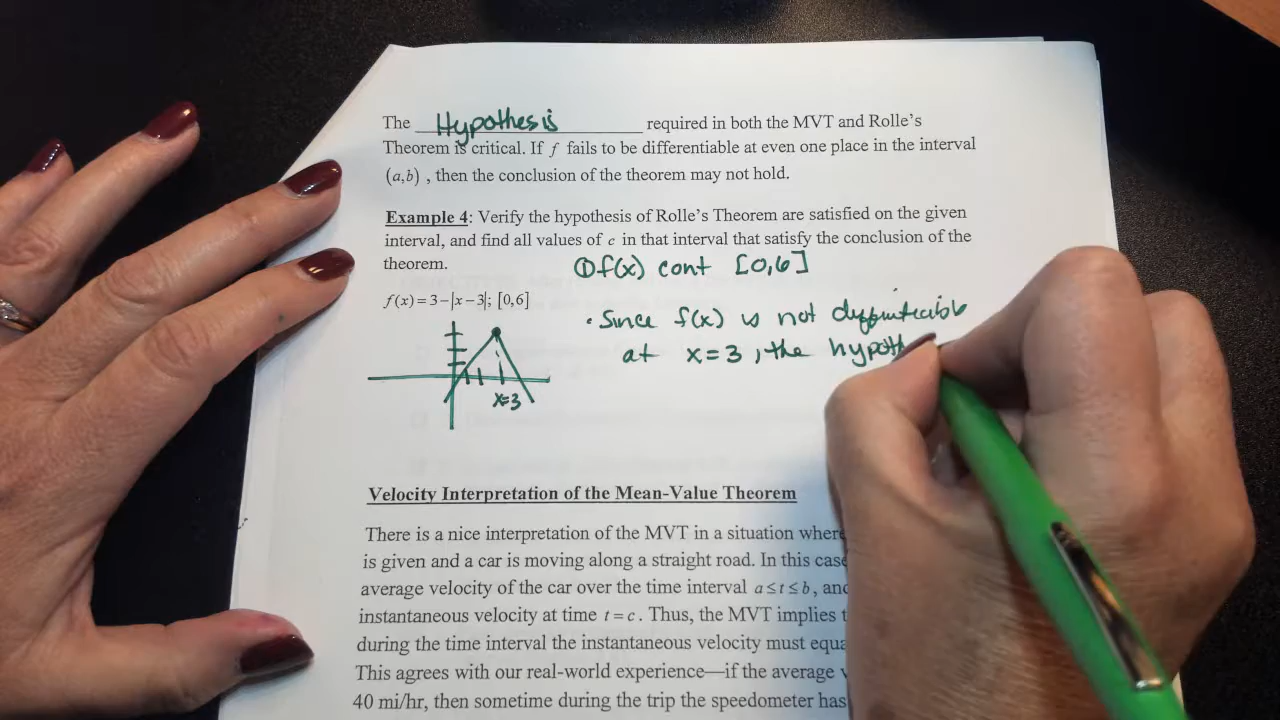 The Hypothesis required in both the MVT and Rolle's
Theorem is critical. If f fails to be differentiable at even one place in the interval
(a,b) , then the conclusion of the theorem may not hold.
Example 4: Verify the hypothesis of Rolle's Theorem are satisfied on the given
interval, and find all values of c in that interval that satisfy the conclusion of the
theorem.
① f(x) cont [0,6]
f(x) = 3−|x−3|; [0,6]
• Since f(x) is not
at x=3, the hypoth
x=3
Velocity Interpretation of the Mean-Value Theorem
There is a nice interpretation of the MVT in a situation where
is given and a car is moving along a straight road. In this case
average velocity of the car over the time interval a ≤ t ≤ b, and
instantaneous velocity at time t = c. Thus, the MVT implies t
during the time interval the instantaneous velocity must equa
This agrees with our real-world experience—if the average v
40 mi/hr, then sometime during the trip the speedometer has